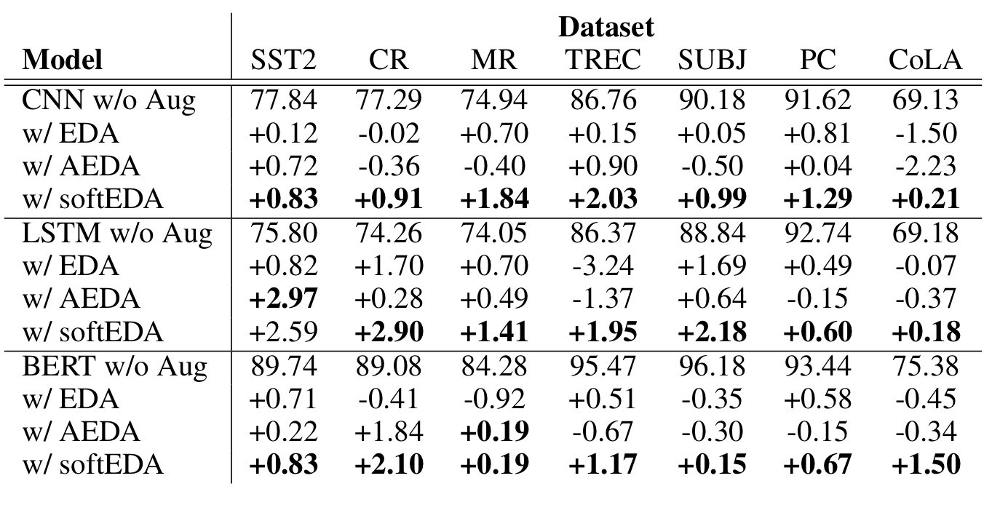 Dataset
Model SST2 CR MR TREC SUBJ PC CoLA
CNN w/o Aug 77.84 77.29 74.94 86.76 90.18 91.62 69.13
w/ EDA +0.12 -0.02 +0.70 +0.15 +0.05 +0.81 -1.50
w/ AEDA +0.72 -0.36 -0.40 +0.90 -0.50 +0.04 -2.23
w/ softEDA +0.83 +0.91 +1.84 +2.03 +0.99 +1.29 +0.21
LSTM w/o Aug 75.80 74.26 74.05 86.37 88.84 92.74 69.18
w/ EDA +0.82 +1.70 +0.70 -3.24 +1.69 +0.49 -0.07
w/ AEDA +2.97 +0.28 +0.49 -1.37 +0.64 -0.15 -0.37
w/ softEDA +2.59 +2.90 +1.41 +1.95 +2.18 +0.60 +0.18
BERT w/o Aug 89.74 89.08 84.28 95.47 96.18 93.44 75.38
w/ EDA +0.71 -0.41 -0.92 +0.51 -0.35 +0.58 -0.45
w/ AEDA +0.22 +1.84 +0.19 -0.67 -0.30 -0.15 -0.34
w/ softEDA +0.83 +2.10 +0.19 +1.17 +0.15 +0.67 +1.50